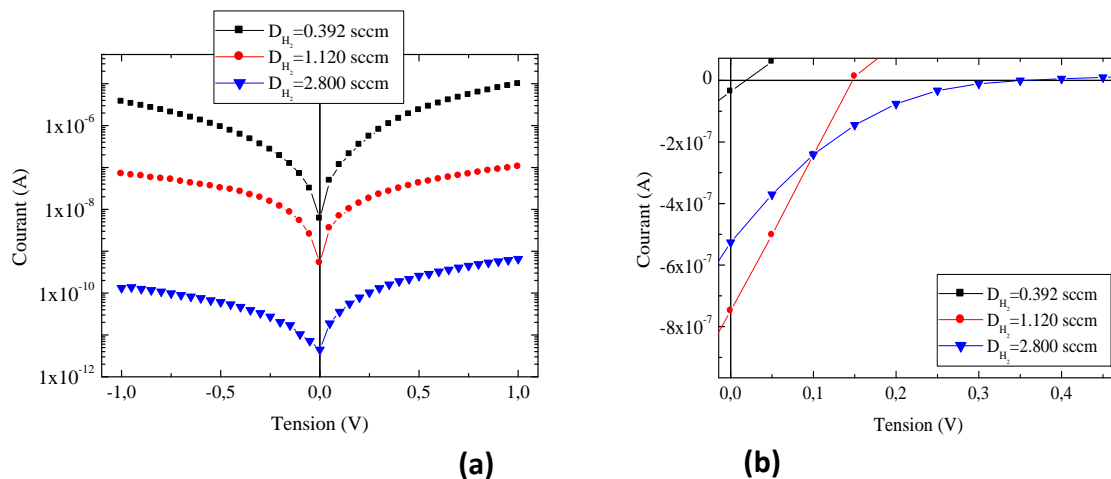 D_H₂=0.392 sccm
D_H₂=1.120 sccm
D_H₂=2.800 sccm
1x10⁻⁶
1x10⁻⁸
1x10⁻¹⁰
1x10⁻¹²
Courant (A)
-1,0 -0,5 0,0 0,5 1,0
Tension (V)
(a)
0
-2x10⁻⁷
-4x10⁻⁷
-6x10⁻⁷
-8x10⁻⁷
Courant (A)
D_H₂=0.392 sccm
D_H₂=1.120 sccm
D_H₂=2.800 sccm
0,0 0,1 0,2 0,3 0,4
Tension (V)
(b)